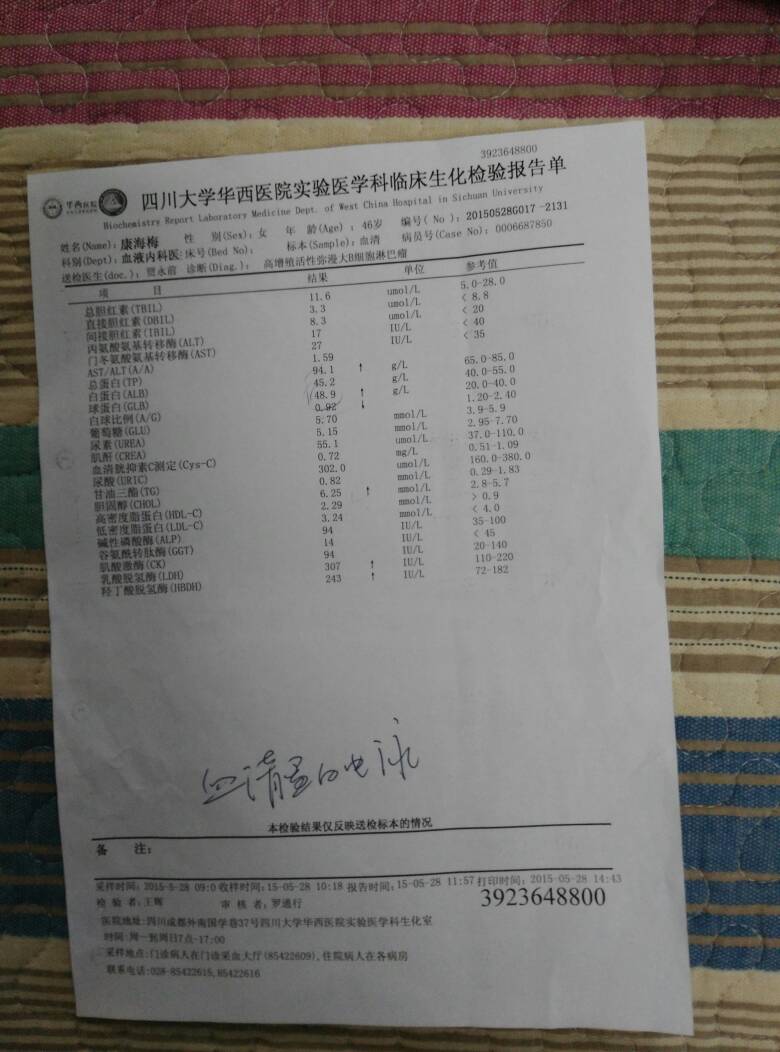 3923648800
华西医院 四川大学华西医院实验医学科临床生化检验报告单
Biochemistry Report Laboratory Medicine Dept. of West China Hospital in Sichuan University
姓名(Name): 康海梅 性 别(Sex): 女 年 龄(Age): 46岁 编号( No ): 20150528G017 -2131
科别(Dept): 血液内科医 床号(Bed No): 标本(Sample): 血清 病员号(Case No): 0006687850
送检医生(doc.): 贾永前 诊断(Diag.): 高增殖活性弥漫大B细胞淋巴瘤
项 目 结果 单位 参考值
总胆红素(TBIL) 11.6 umol/L 5.0-28.0
直接胆红素(DBIL) 3.3 umol/L < 8.8
间接胆红素(IBIL) 8.3 umol/L < 20
丙氨酸氨基转移酶(ALT) 17 IU/L < 40
门冬氨酸氨基转移酶(AST) 27 IU/L < 35
AST/ALT(A/A) 1.59
总蛋白(TP) 94.1 ↑ g/L 65.0-85.0
白蛋白(ALB) 45.2 g/L 40.0-55.0
球蛋白(GLB) 48.9 ↑ g/L 20.0-40.0
白球比例(A/G) 0.92 ↓ 1.20-2.40
葡萄糖(GLU) 5.70 mmol/L 3.9-5.9
尿素(UREA) 5.15 mmol/L 2.95-7.70
肌酐(CREA) 55.1 umol/L 37.0-110.0
血清胱抑素C测定(Cys-C) 0.72 mg/L 0.51-1.09
尿酸(URIC) 302.0 umol/L 160.0-380.0
甘油三酯(TG) 0.82 mmol/L 0.29-1.83
胆固醇(CHOL) 6.25 ↑ mmol/L 2.8-5.7
高密度脂蛋白(HDL-C) 2.29 mmol/L > 0.9
低密度脂蛋白(LDL-C) 3.24 mmol/L < 4.0
碱性磷酸酶(ALP) 94 IU/L 35-100
谷氨酰转肽酶(GGT) 14 IU/L < 45
肌酸激酶(CK) 94 IU/L 20-140
乳酸脱氢酶(LDH) 307 ↑ IU/L 110-220
羟丁酸脱氢酶(HBDH) 243 ↑ IU/L 72-182
血清蛋白电泳
本检验结果仅反映送检标本的情况
备 注:
采样时间:2015-5-28 09:0 收样时间:15-05-28 10:18 报告时间:15-05-28 11:57 打印时间:2015-05-28 14:43
检 验 者:王辉 审 核 者:罗通行 3923648800
医院地址:四川成都外南国学巷37号四川大学华西医院实验医学科生化室
时间:周一到周日7点-17:00
采样地点:门诊病人在门诊采血大厅(85422609),住院病人在各病房
联系电话:028-85422615,85422616